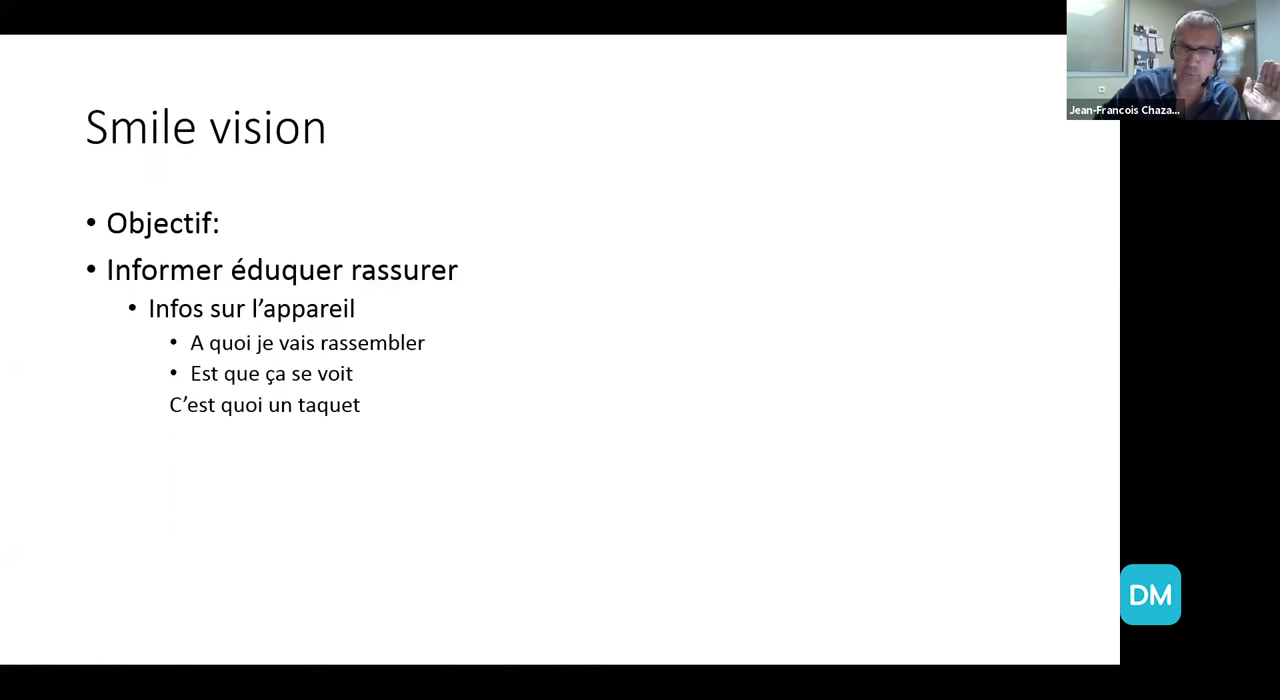 Smile vision
• Objectif:
• Informer éduquer rassurer
• Infos sur l’appareil
• A quoi je vais rassembler
• Est que ça se voit
C’est quoi un taquet
Jean-Francois Chaza...
DM